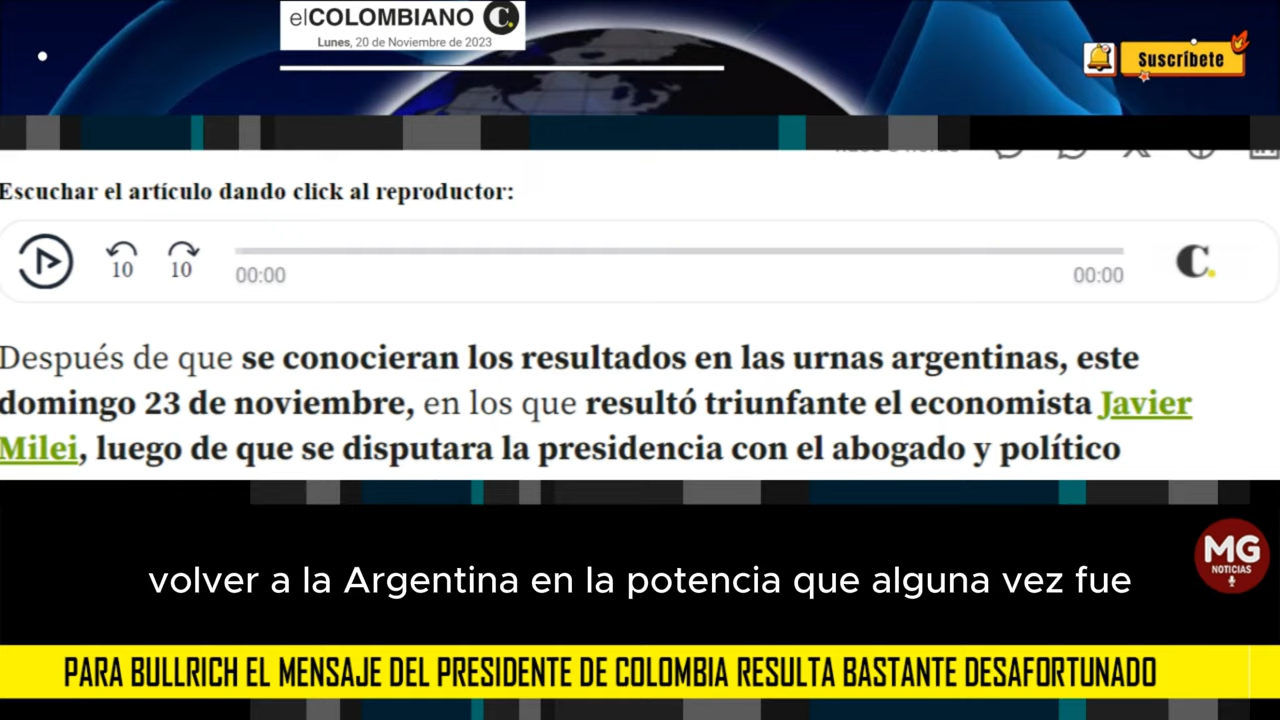 elCOLOMBIANO C.
Lunes, 20 de Noviembre de 2023
Suscríbete
Escuchar el artículo dando click al reproductor:
10 10 00:00 00:00 C.
Después de que se conocieran los resultados en las urnas argentinas, este
domingo 23 de noviembre, en los que resultó triunfante el economista Javier
Milei, luego de que se disputara la presidencia con el abogado y político
MG
NOTICIAS
volver a la Argentina en la potencia que alguna vez fue
PARA BULLRICH EL MENSAJE DEL PRESIDENTE DE COLOMBIA RESULTA BASTANTE DESAFORTUNADO